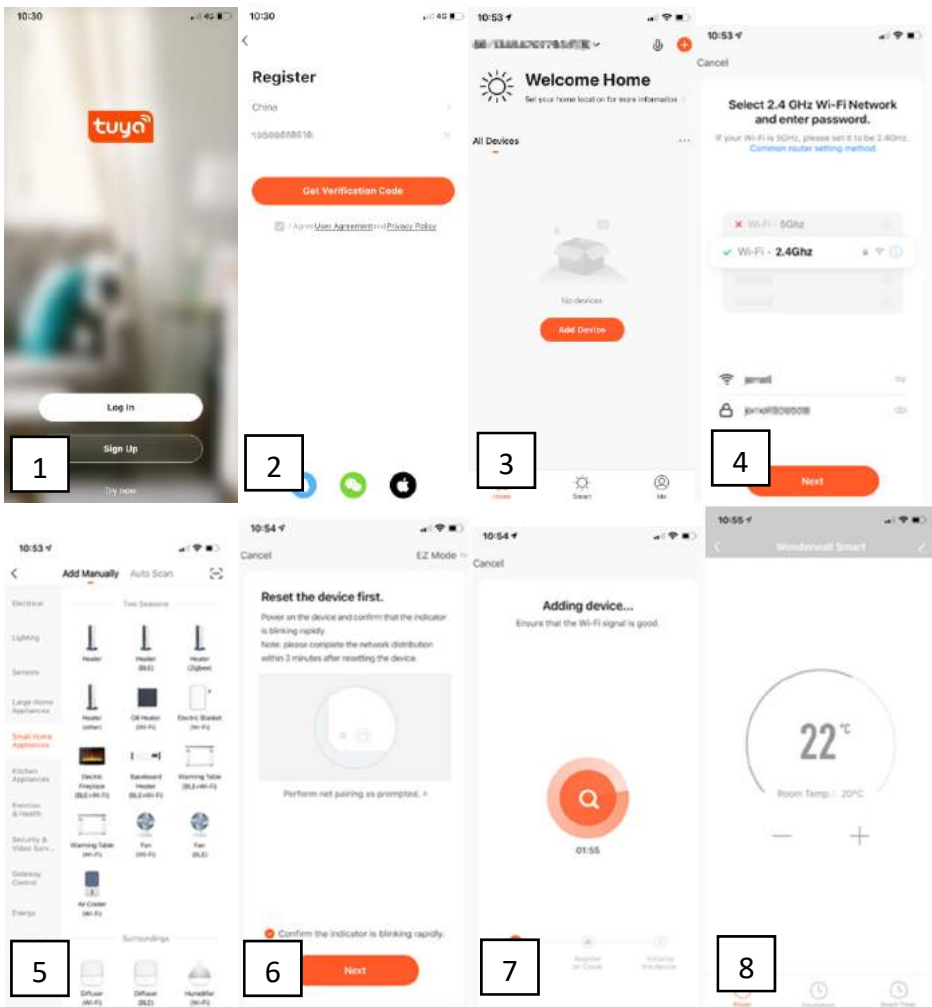 10:30
4G
tuya
Log In
Sign Up
Try now
1
10:30
4G
Register
China
Get Verification Code
I Agree User Agreement and Privacy Policy
2
10:53
Welcome Home
Set your home location for more information
All Devices
No devices
Add Device
Home
Smart
Me
3
10:53
Cancel
Select 2.4 GHz Wi-Fi Network
and enter password.
If your Wi-Fi is 5GHz, please set it to be 2.4GHz.
Common router setting method
Wi-Fi - 5Ghz
Wi-Fi - 2.4Ghz
Next
4
10:53
Add Manually
Auto Scan
Electrical
Lighting
Sensors
Large Home
Appliances
Small Home
Appliances
Kitchen
Appliances
Exercise
& Health
Security &
Video Surv...
Gateway
Control
Energy
Two Seasons
Heater
Heater
(BLE)
Heater
(Zigbee)
Heater
(other)
Oil Heater
(Wi-Fi)
Electric Blanket
(Wi-Fi)
Electric
Fireplace
(BLE+Wi-Fi)
Baseboard
Heater
(BLE+Wi-Fi)
Warming Table
(BLE+Wi-Fi)
Warming Table
(Wi-Fi)
Fan
(Wi-Fi)
Fan
(BLE)
Air Cooler
(Wi-Fi)
Surroundings
Diffuser
(Wi-Fi)
Diffuser
(BLE)
Humidifier
(Wi-Fi)
5
10:54
Cancel
EZ Mode
Reset the device first.
Power on the device and confirm that the indicator
is blinking rapidly.
Note: please complete the network distribution
within 3 minutes after resetting the device.
Perform net pairing as prompted.
Confirm the indicator is blinking rapidly.
Next
6
10:54
Cancel
Adding device...
Ensure that the Wi-Fi signal is good.
01:55
Register
on Cloud
Initialize
the device
7
10:55
Wonderwall Smart
22 °C
Room Temp.: 20°C
Power
Countdown
8